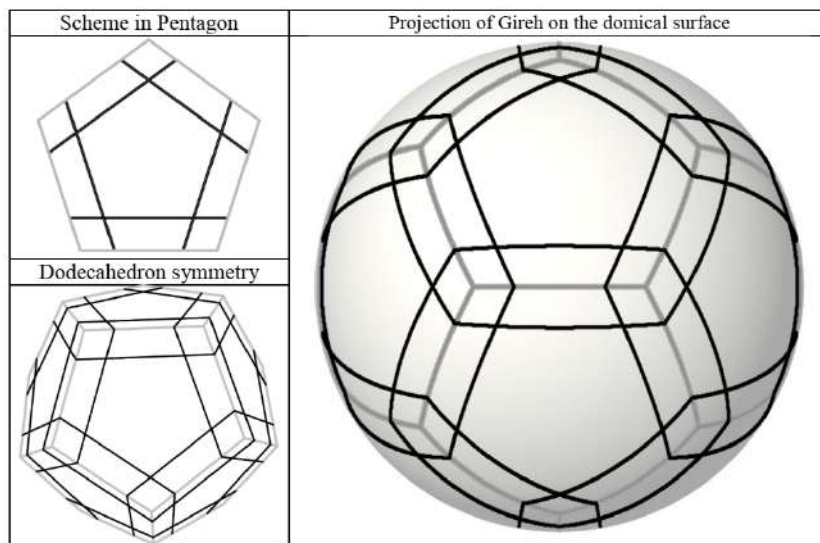 Scheme in Pentagon
Projection of Gireh on the domical surface
Dodecahedron symmetry